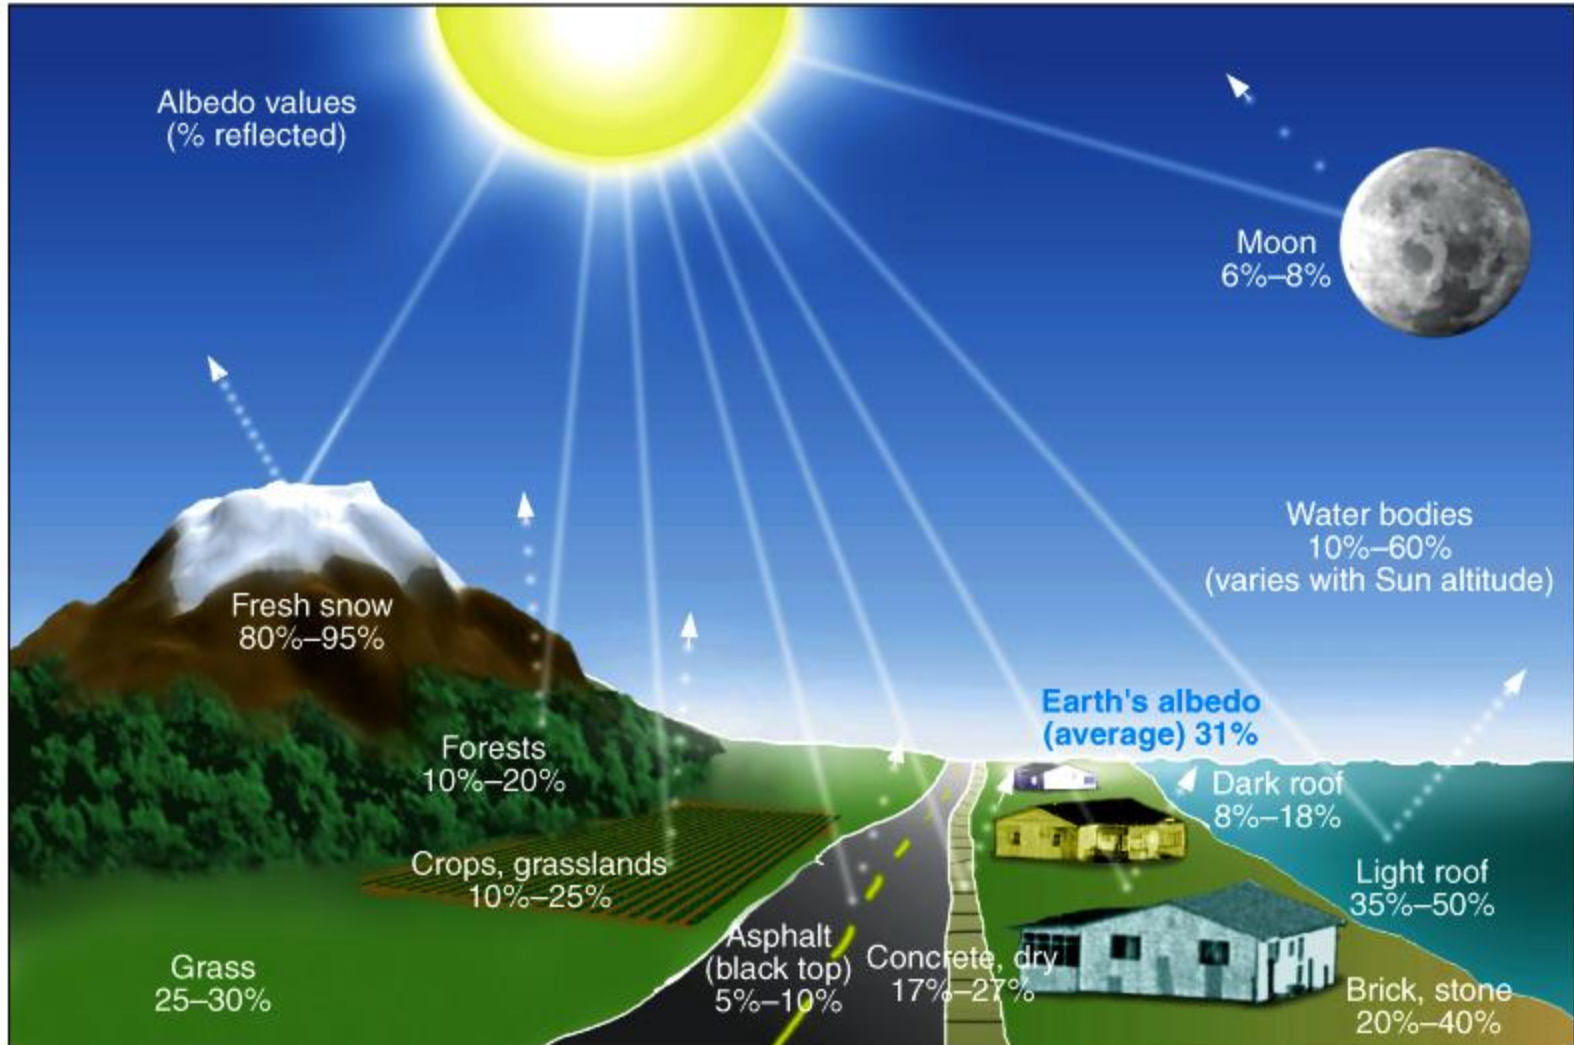 Albedo values
(% reflected)
Moon
6%–8%
Water bodies
10%–60%
(varies with Sun altitude)
Fresh snow
80%–95%
Earth's albedo
(average) 31%
Forests
10%–20%
Dark roof
8%–18%
Crops, grasslands
10%–25%
Light roof
35%–50%
Asphalt
(black top)
5%–10%
Concrete, dry
17%–27%
Grass
25–30%
Brick, stone
20%–40%